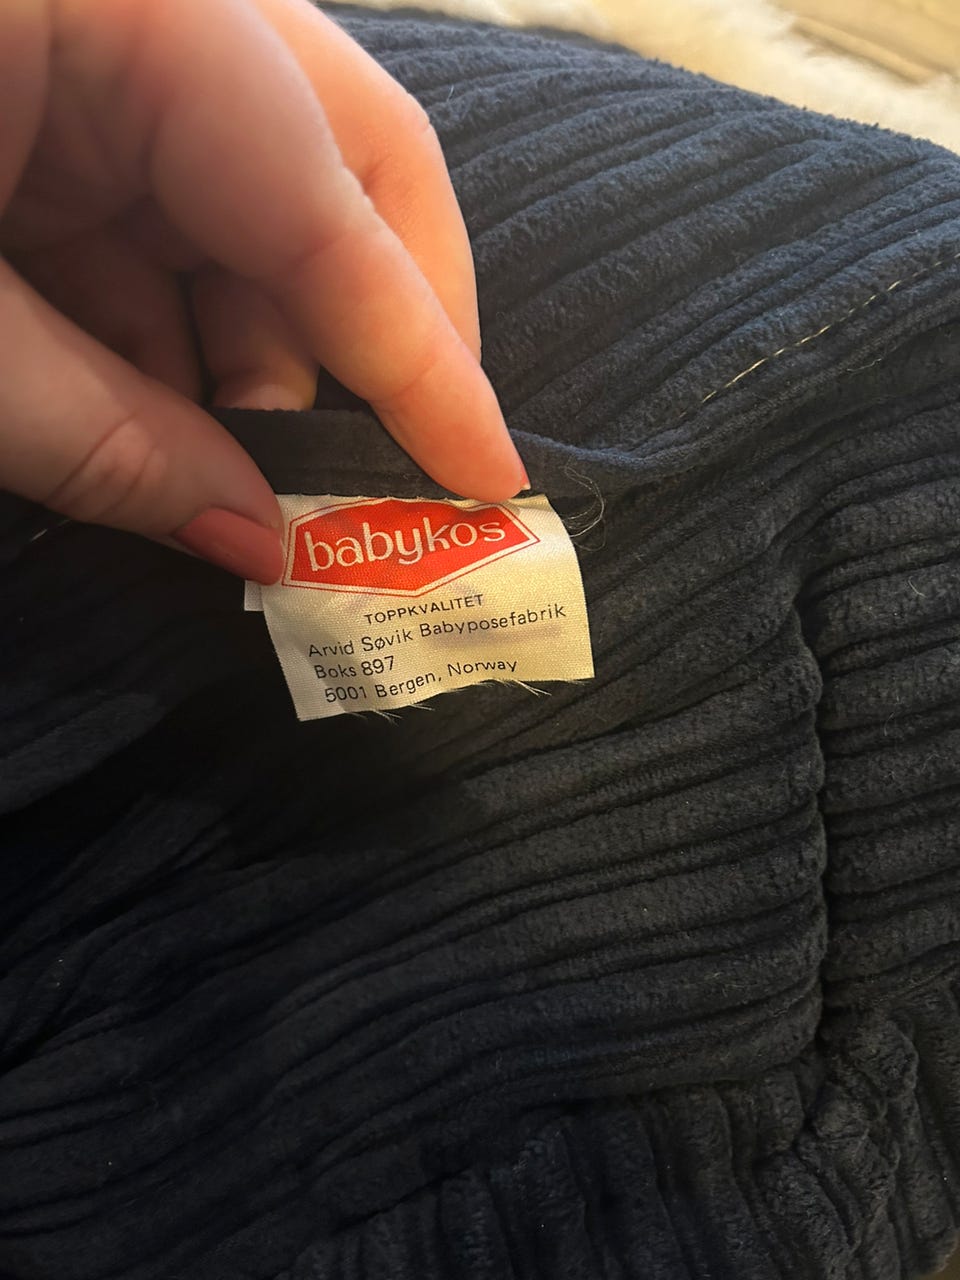 babykos
TOPPKVALITET
Arvid Søvik Babyposefabrik
Boks 897
5001 Bergen, Norway